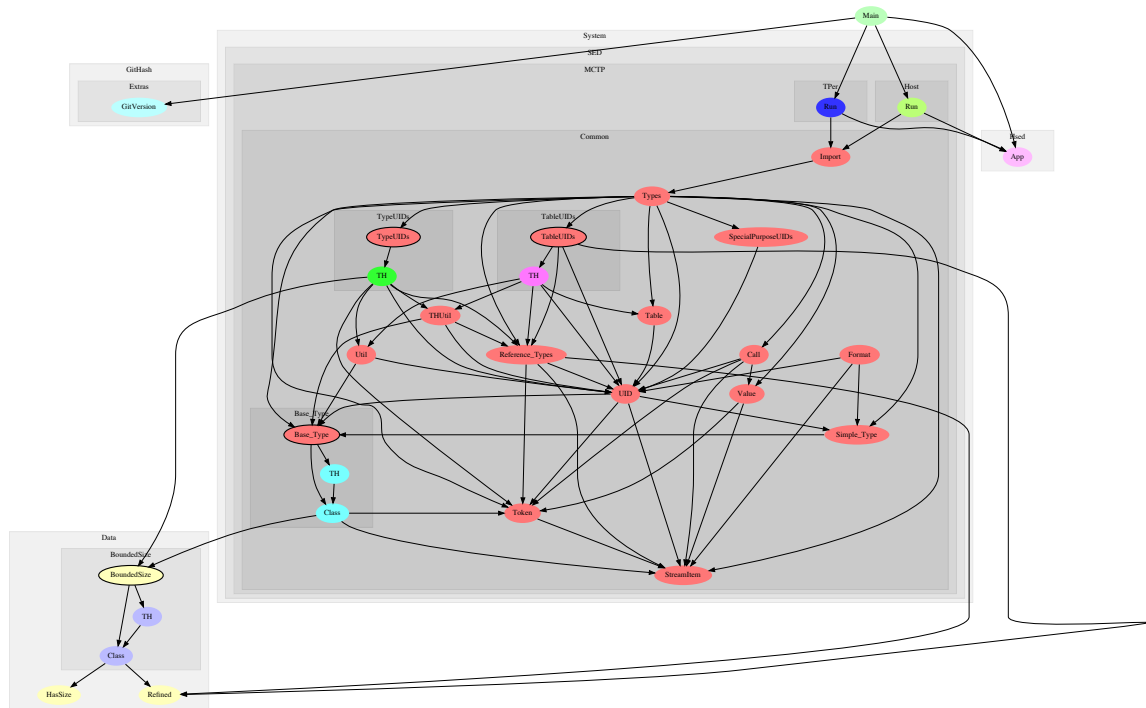 Main
System
SED
GitHash
MCTP
Extras
TPer
Host
GitVersion
Run
Run
Common
Used
Import
App
Types
TypeUIDs
TableUIDs
TypeUIDs
TableUIDs
SpecialPurposeUIDs
TH
TH
THUtil
Table
Util
Reference_Types
Call
Format
UID
Value
Base_Type
Base_Type
Simple_Type
TH
Class
Token
Data
BoundedSize
BoundedSize
StreamItem
TH
Class
HasSize
Refined